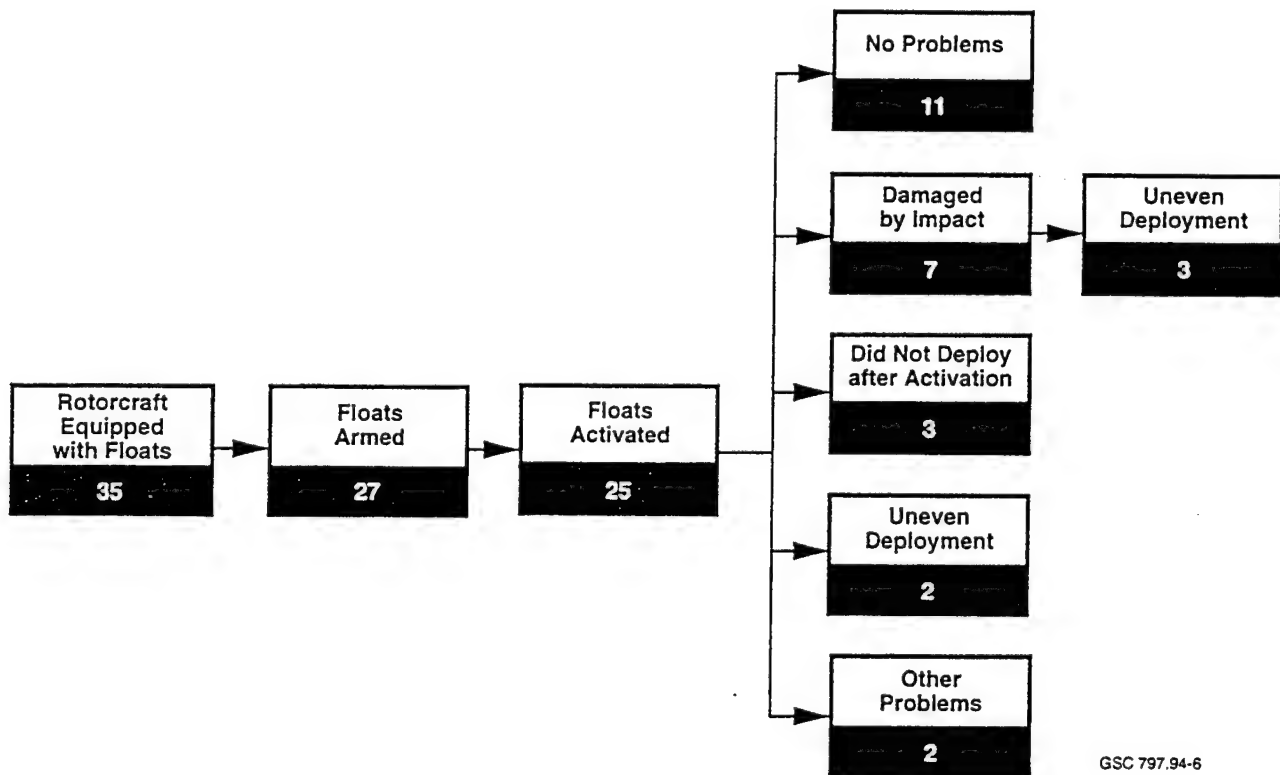 No Problems
11
Damaged
by Impact
7
Uneven
Deployment
3
Did Not Deploy
after Activation
3
Rotorcraft
Equipped
with Floats
35
Floats
Armed
27
Floats
Activated
25
Uneven
Deployment
2
Other
Problems
2
GSC 797.94-6